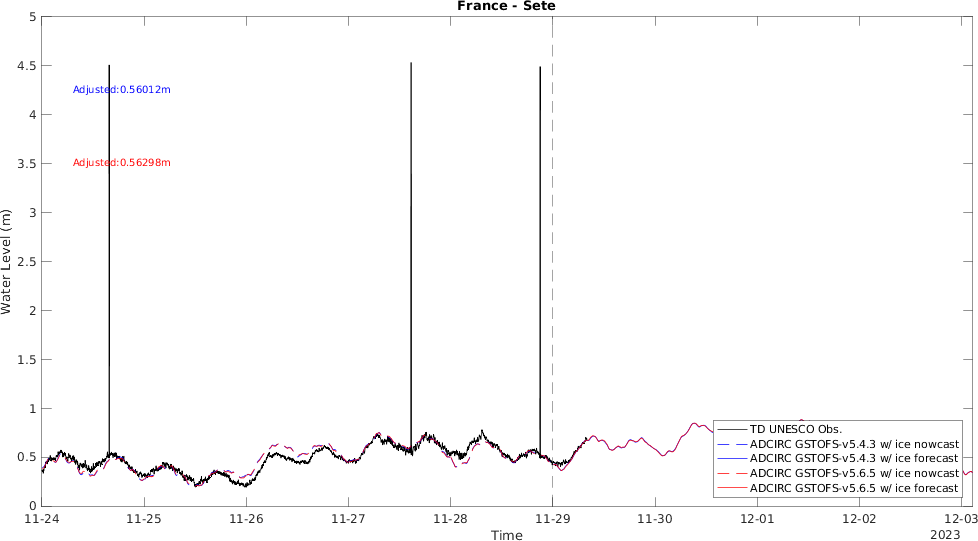 France - Sete
5
4.5
4
3.5
3
2.5
2
1.5
1
0.5
0
Water Level (m)
Adjusted:0.56012m
Adjusted:0.56298m
TD UNESCO Obs.
ADCIRC GSTOFS-v5.4.3 w/ ice nowcast
ADCIRC GSTOFS-v5.4.3 w/ ice forecast
ADCIRC GSTOFS-v5.6.5 w/ ice nowcast
ADCIRC GSTOFS-v5.6.5 w/ ice forecast
11-24 11-25 11-26 11-27 11-28 11-29 11-30 12-01 12-02 12-03
Time
2023